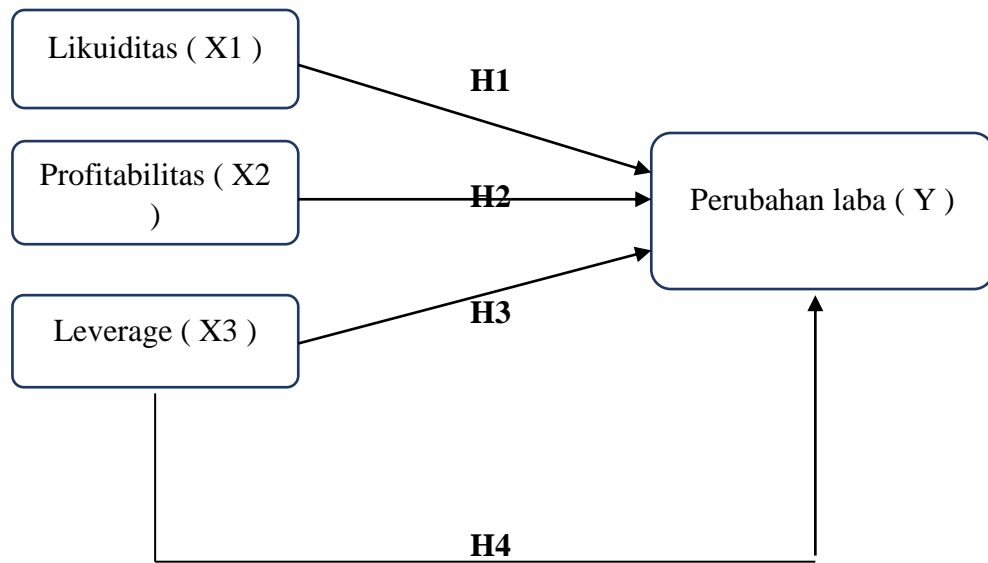 Likuiditas ( X1 )
H1
Profitabilitas ( X2
)
H2
Perubahan laba ( Y )
H3
Leverage ( X3 )
H4